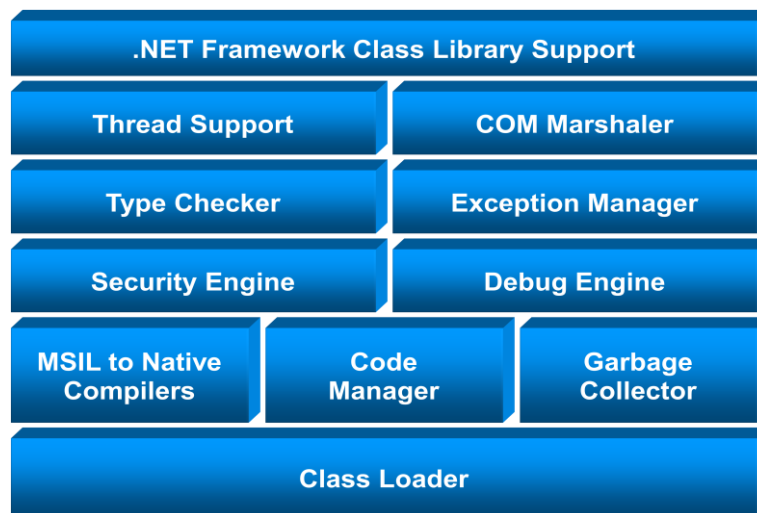 .NET Framework Class Library Support
Thread Support
COM Marshaler
Type Checker
Exception Manager
Security Engine
Debug Engine
MSIL to Native
Compilers
Code
Manager
Garbage
Collector
Class Loader